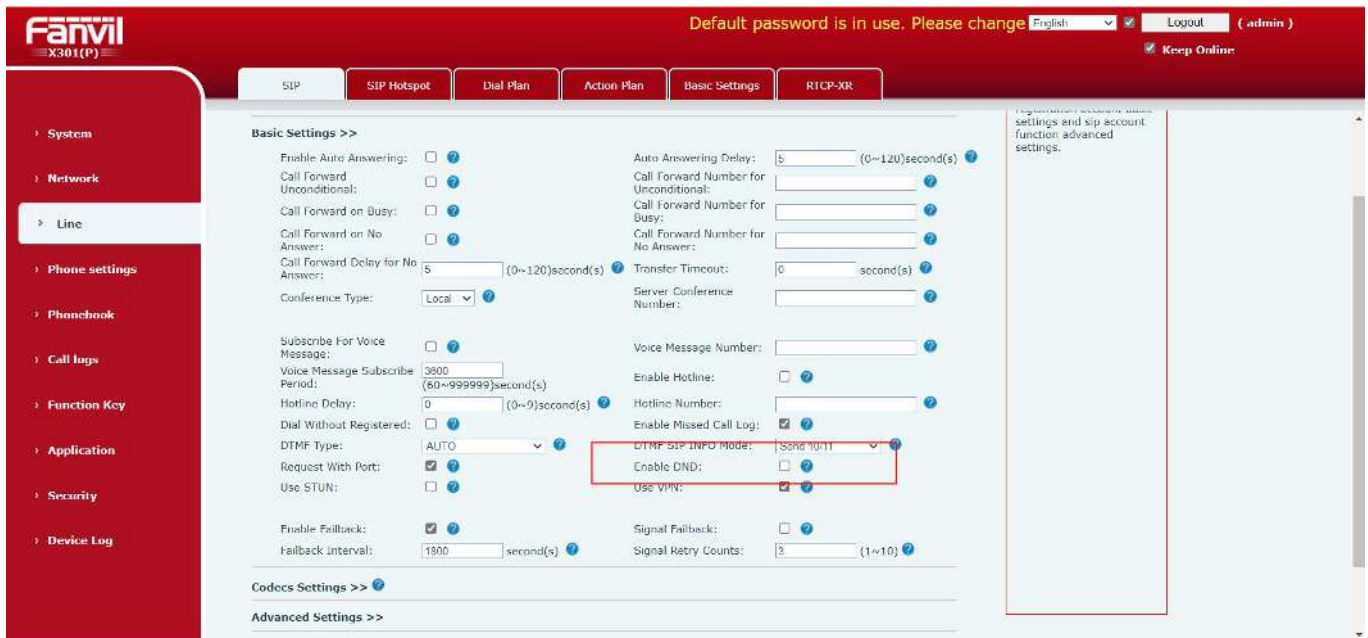 Fanvil
X301(P)
Default password is in use. Please change English Logout ( admin )
Keep Online
SIP SIP Hotspot Dial Plan Action Plan Basic Settings RTCP-XR
System
Network
Line
Phone settings
Phonebook
Call logs
Function Key
Application
Security
Device Log
Basic Settings >>
Enable Auto Answering: Auto Answering Delay: 5 (0~120)second(s)
Call Forward Unconditional: Call Forward Number for Unconditional:
Call Forward on Busy: Call Forward Number for Busy:
Call Forward on No Answer: Call Forward Number for No Answer:
Call Forward Delay for No Answer: 5 (0~120)second(s) Transfer Timeout: 0 second(s)
Conference Type: Local Server Conference Number:
Subscribe For Voice Message: Voice Message Number:
Voice Message Subscribe Period: 3600 (60~999999)second(s) Enable Hotline:
Hotline Delay: 0 (0~9)second(s) Hotline Number:
Dial Without Registered: Enable Missed Call Log:
DTMF Type: AUTO DTMF SIP INFO Mode: Send 10/11
Request With Port: Enable DND:
Use STUN: Use VPN:
Enable Failback: Signal Failback:
Failback Interval: 1800 second(s) Signal Retry Counts: 3 (1~10)
Codecs Settings >>
Advanced Settings >>
settings and sip account
function advanced
settings.